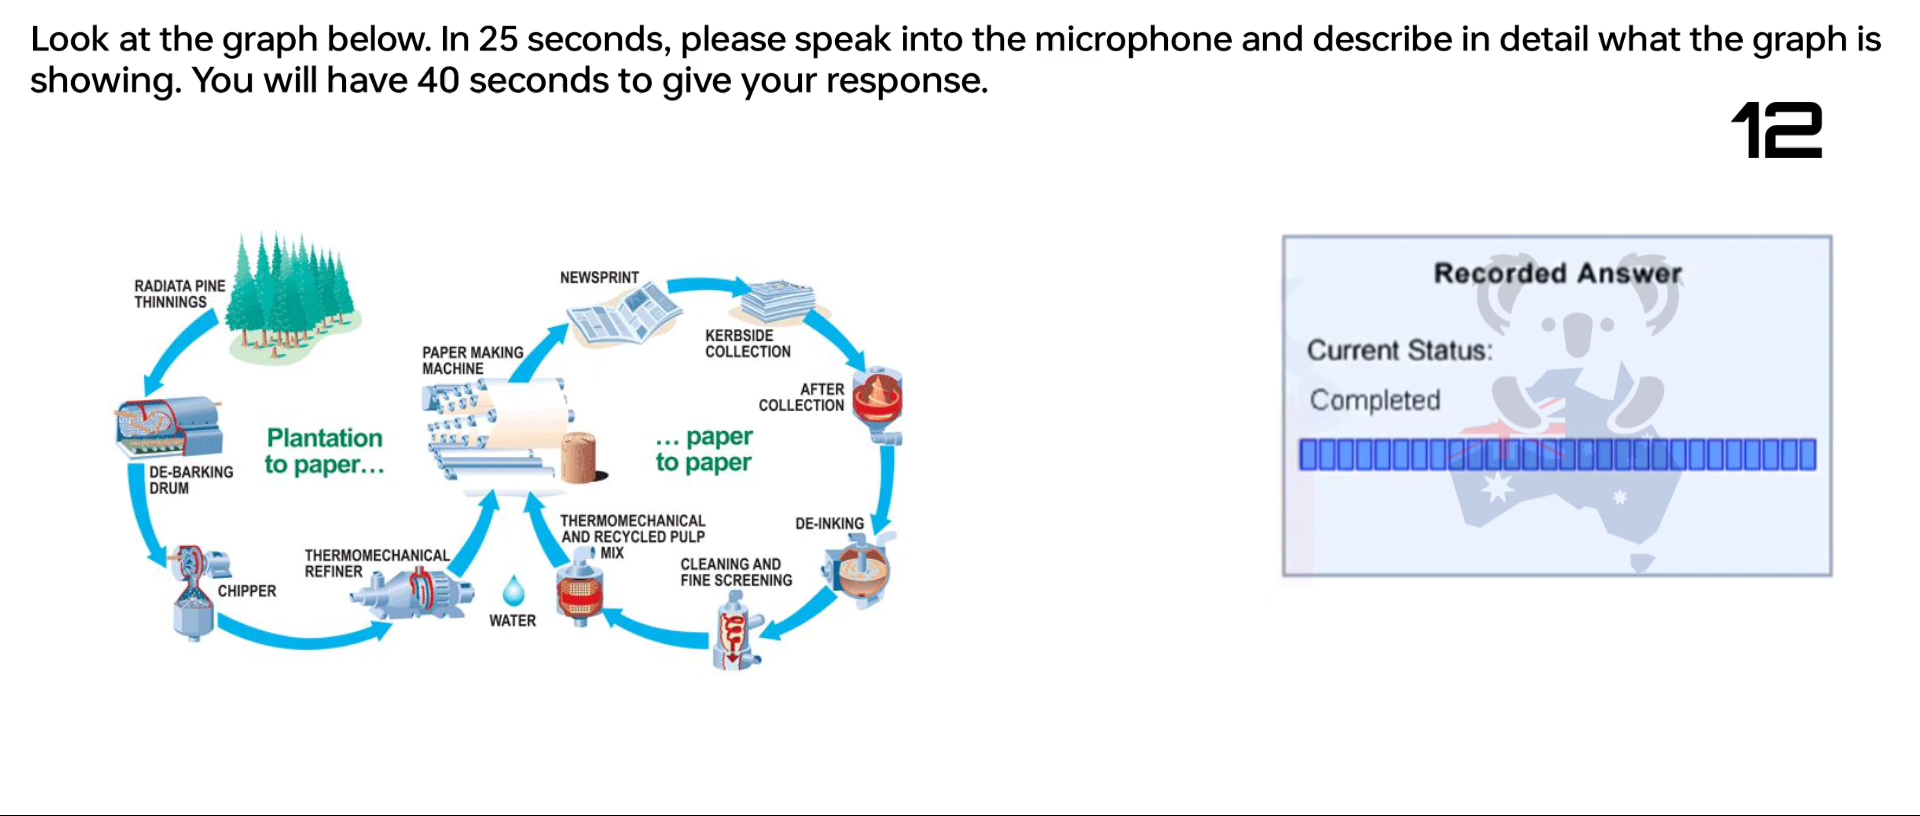 Look at the graph below. In 25 seconds, please speak into the microphone and describe in detail what the graph is
showing. You will have 40 seconds to give your response.
12
RADIATA PINE
THINNINGS
DE-BARKING
DRUM
Plantation
to paper...
CHIPPER
THERMOMECHANICAL
REFINER
PAPER MAKING
MACHINE
WATER
NEWSPRINT
KERBSIDE
COLLECTION
AFTER
COLLECTION
... paper
to paper
DE-INKING
CLEANING AND
FINE SCREENING
THERMOMECHANICAL
AND RECYCLED PULP
MIX
Recorded Answer
Current Status:
Completed